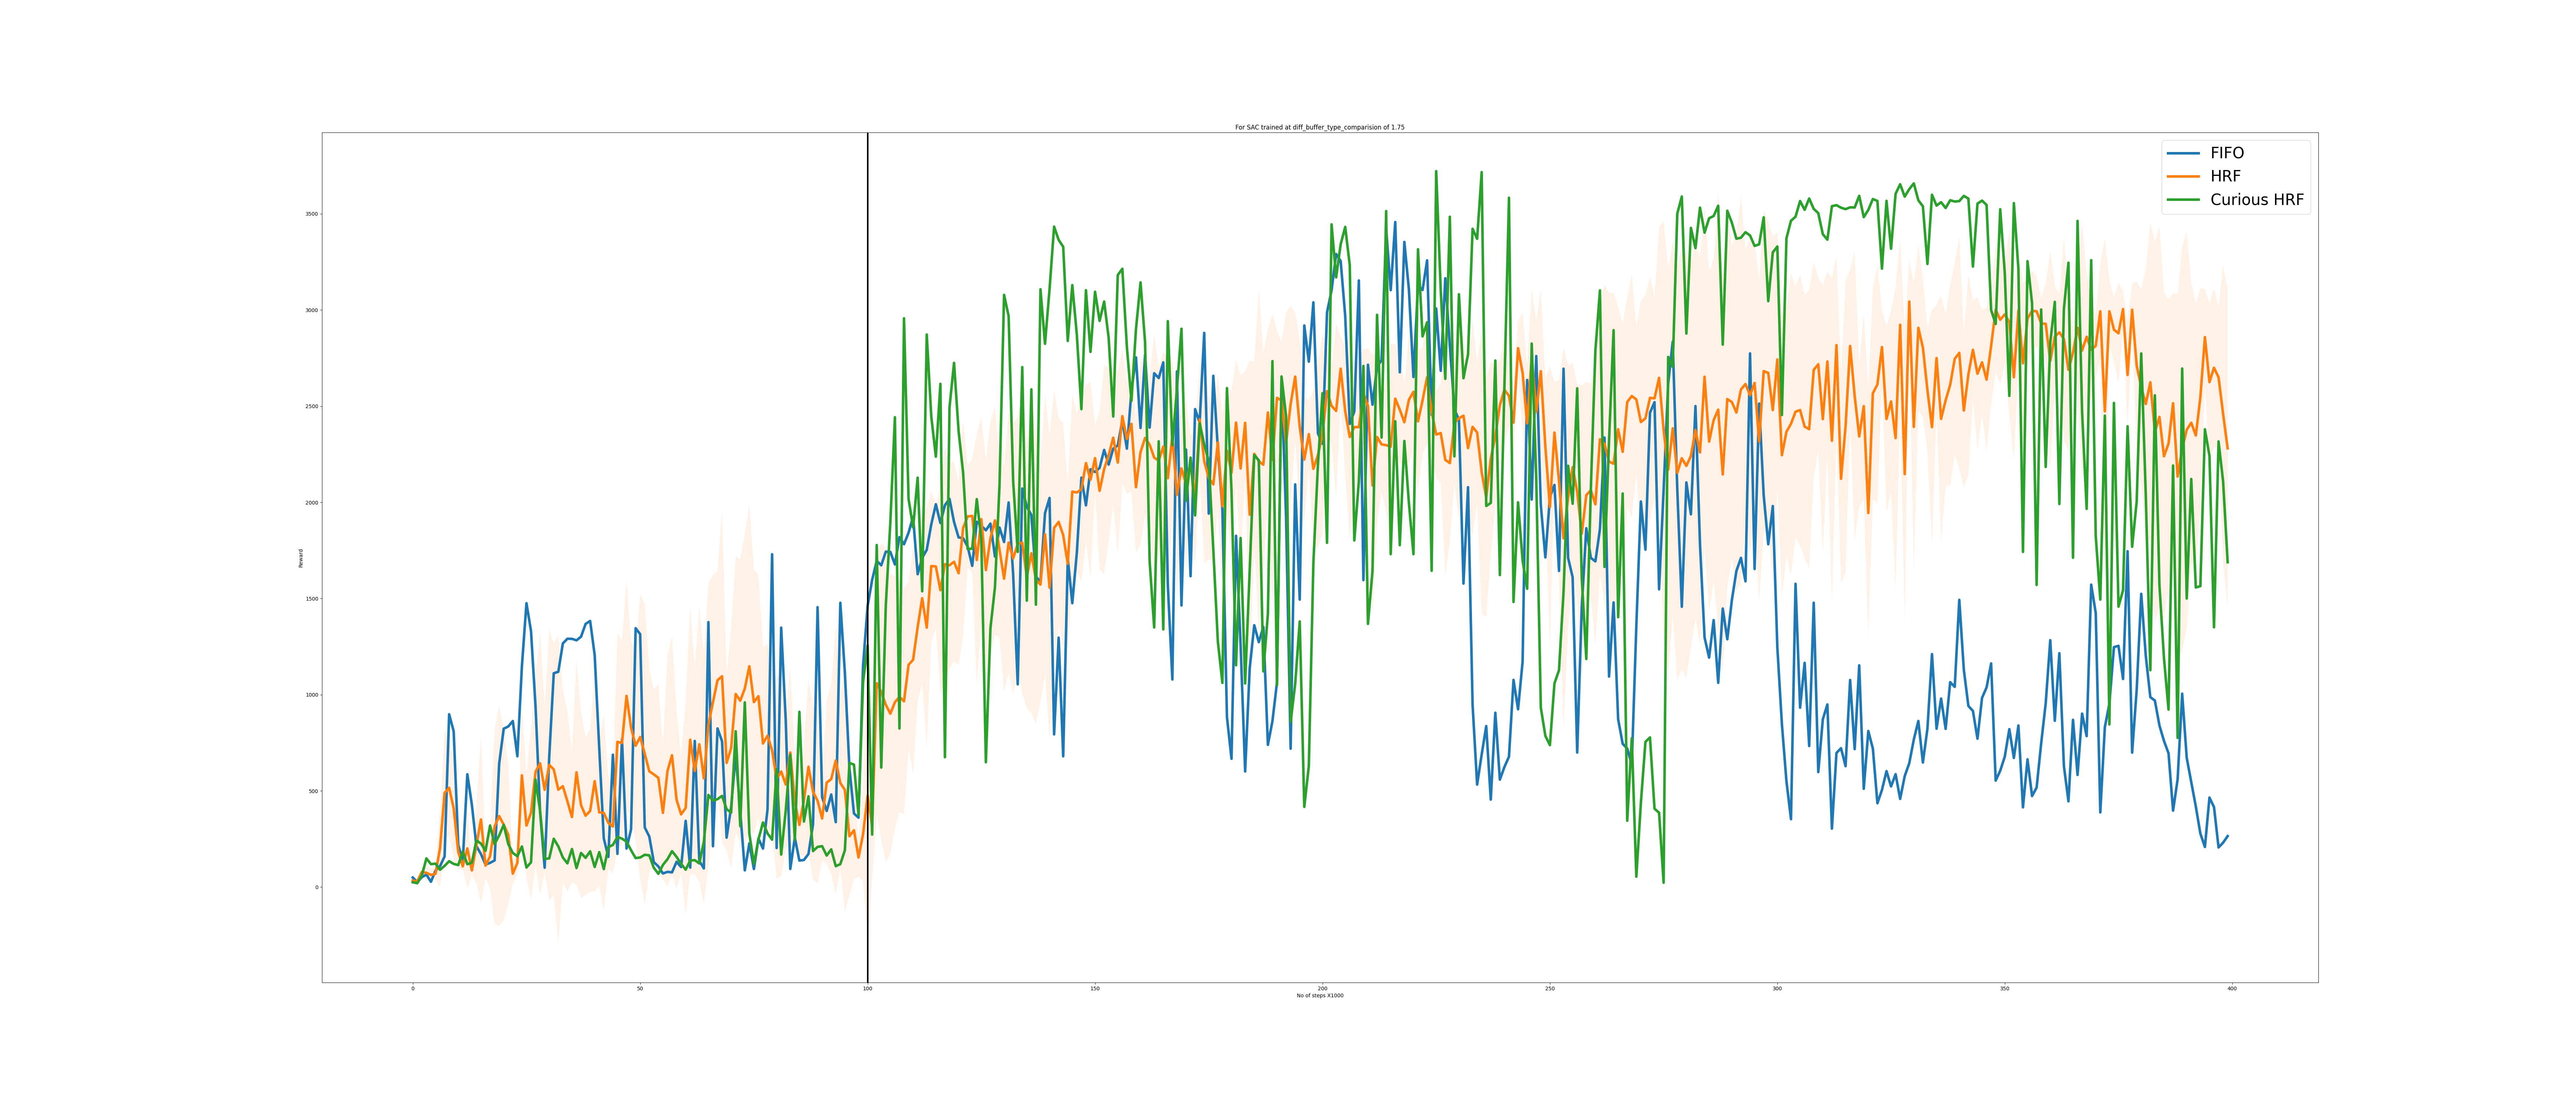 For SAC trained at diff_buffer_type_comparision of 1.75
FIFO
HRF
Curious HRF
3500
3000
2500
2000
1500
1000
500
0
Reward
0 50 100 150 200 250 300 350 400
No of steps X1000